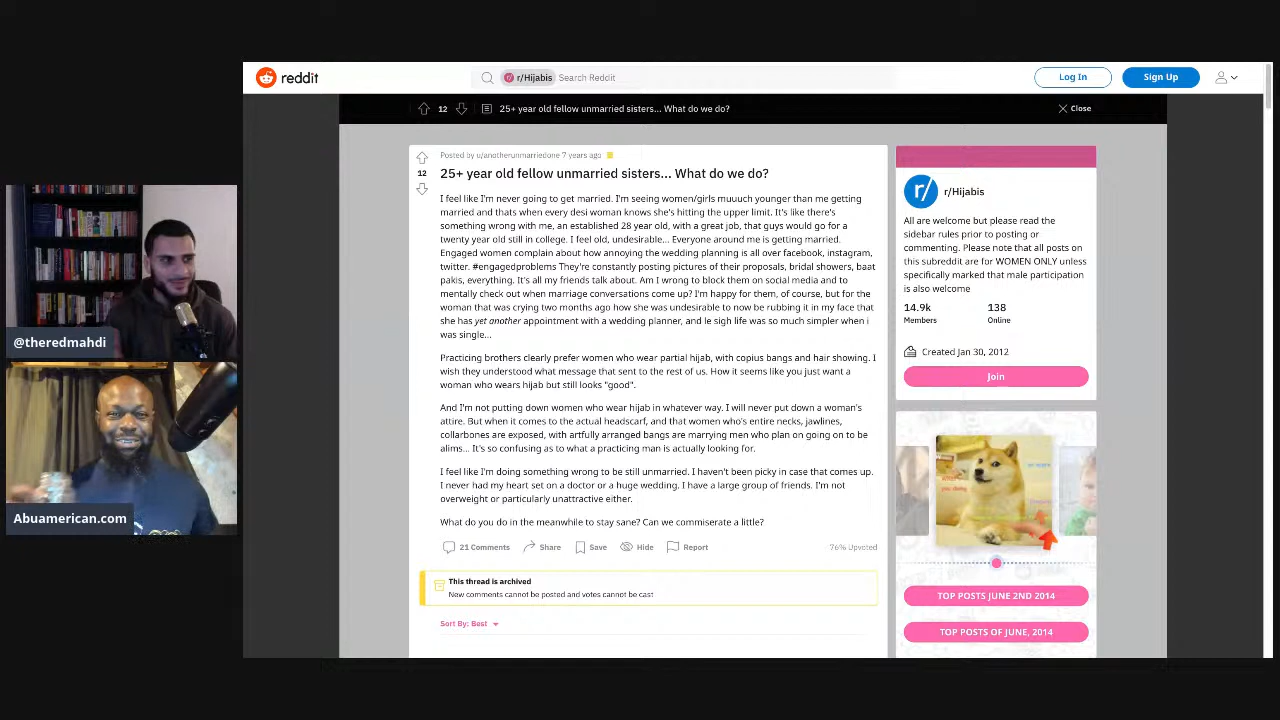 reddit
r/Hijabis Search Reddit
Log In
Sign Up
12
25+ year old fellow unmarried sisters... What do we do?
Close
Posted by u/anotherunmarriedone 7 years ago
12
25+ year old fellow unmarried sisters... What do we do?
I feel like I'm never going to get married. I'm seeing women/girls muuuch younger than me getting
married and thats when every desi woman knows she's hitting the upper limit. It's like there's
something wrong with me, an established 28 year old, with a great job, that guys would go for a
twenty year old still in college. I feel old, undesirable... Everyone around me is getting married.
Engaged women complain about how annoying the wedding planning is all over facebook, instagram,
twitter. #engagedproblems They're constantly posting pictures of their proposals, bridal showers, baat
pakis, everything. It's all my friends talk about. Am I wrong to block them on social media and to
mentally check out when marriage conversations come up? I'm happy for them, of course, but for the
woman that was crying two months ago how she was undesirable to now be rubbing it in my face that
she has yet another appointment with a wedding planner, and le sigh life was so much simpler when i
was single...
Practicing brothers clearly prefer women who wear partial hijab, with copius bangs and hair showing. I
wish they understood what message that sent to the rest of us. How it seems like you just want a
woman who wears hijab but still looks "good".
And I'm not putting down women who wear hijab in whatever way. I will never put down a woman's
attire. But when it comes to the actual headscarf, and that women who's entire necks, jawlines,
collarbones are exposed, with artfully arranged bangs are marrying men who plan on going on to be
alims... It's so confusing as to what a practicing man is actually looking for.
I feel like I'm doing something wrong to be still unmarried. I haven't been picky in case that comes up.
I never had my heart set on a doctor or a huge wedding. I have a large group of friends. I'm not
overweight or particularly unattractive either.
What do you do in the meanwhile to stay sane? Can we commiserate a little?
21 Comments Share Save Hide Report 76% Upvoted
This thread is archived
New comments cannot be posted and votes cannot be cast
Sort By: Best
r/Hijabis
All are welcome but please read the
sidebar rules prior to posting or
commenting. Please note that all posts on
this subreddit are for WOMEN ONLY unless
specifically marked that male participation
is also welcome
14.9k 138
Members Online
Created Jan 30, 2012
Join
TOP POSTS JUNE 2ND 2014
TOP POSTS OF JUNE, 2014
@theredmahdi
Abuamerican.com